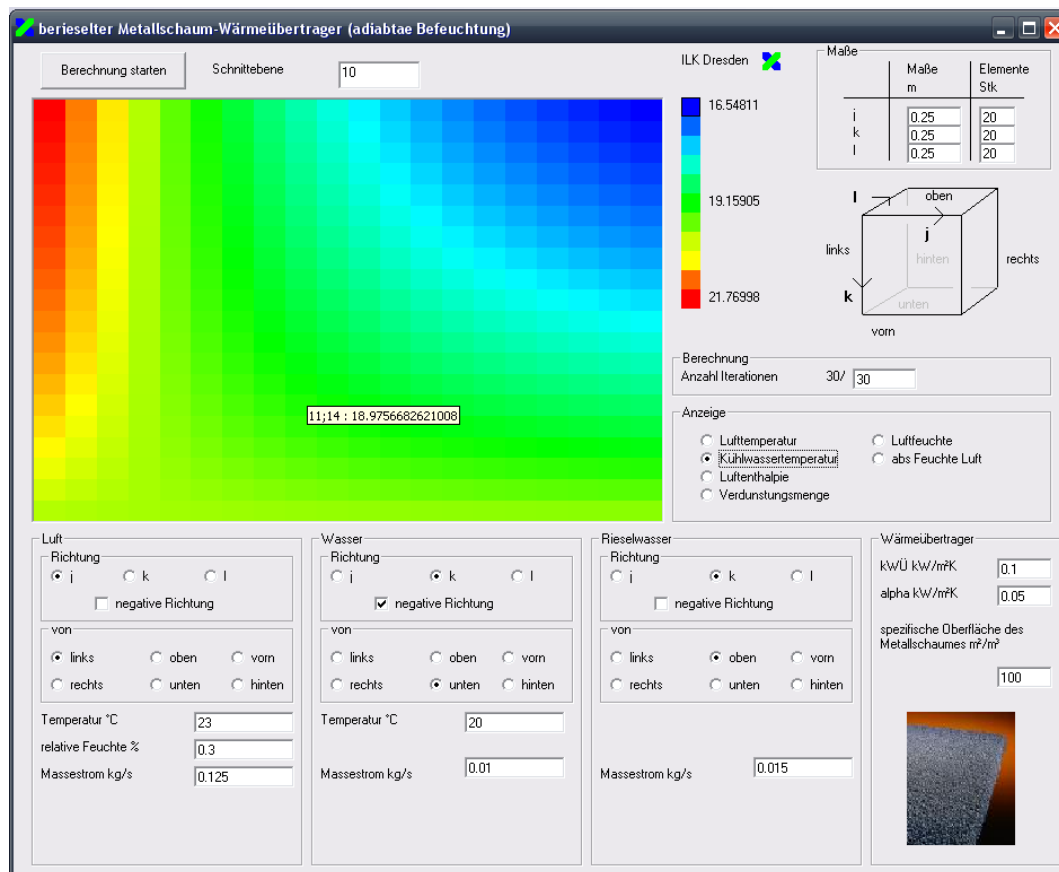 berieselter Metallschaum-Wärmeübertrager (adiabtae Befeuchtung)
Berechnung starten
Schnittebene
10
ILK Dresden
16.54811
19.15905
21.76998
11;14 : 18.9756682621008
Maße
Maße Elemente
m Stk
j 0.25 20
k 0.25 20
l 0.25 20
l
oben
j
links
hinten
rechts
k
unten
vorn
Berechnung
Anzahl Iterationen 30/ 30
Anzeige
Lufttemperatur
Luftfeuchte
Kühlwassertemperatur
abs Feuchte Luft
Luftenthalpie
Verdunstungsmenge
Luft
Richtung
j k l
negative Richtung
von
links oben vorn
rechts unten hinten
Temperatur °C 23
relative Feuchte % 0.3
Massestrom kg/s 0.125
Wasser
Richtung
j k l
negative Richtung
von
links oben vorn
rechts unten hinten
Temperatur °C 20
Massestrom kg/s 0.01
Rieselwasser
Richtung
j k l
negative Richtung
von
links oben vorn
rechts unten hinten
Massestrom kg/s 0.015
Wärmeübertrager
kWÜ kW/m²K 0.1
alpha kW/m²K 0.05
spezifische Oberfläche des
Metallschaumes m²/m³
100